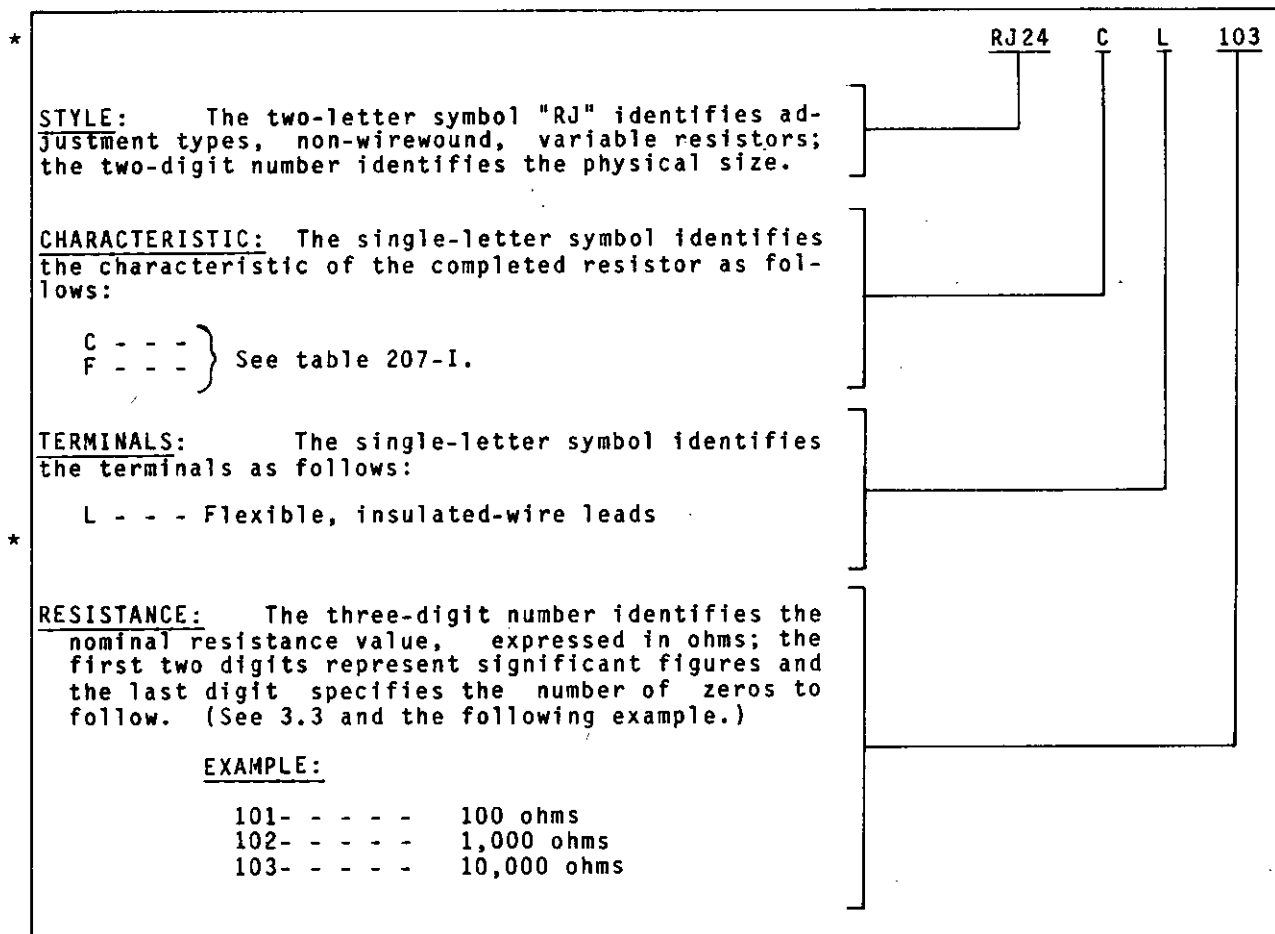 * RJ24 C L 103
STYLE: The two-letter symbol "RJ" identifies ad-
justment types, non-wirewound, variable resistors;
the two-digit number identifies the physical size.
CHARACTERISTIC: The single-letter symbol identifies
the characteristic of the completed resistor as fol-
lows:
C - - -
F - - - } See table 207-I.
TERMINALS: The single-letter symbol identifies
the terminals as follows:
L - - - Flexible, insulated-wire leads
*
RESISTANCE: The three-digit number identifies the
nominal resistance value, expressed in ohms; the
first two digits represent significant figures and
the last digit specifies the number of zeros to
follow. (See 3.3 and the following example.)
EXAMPLE:
101- - - - - 100 ohms
102- - - - - 1,000 ohms
103- - - - - 10,000 ohms